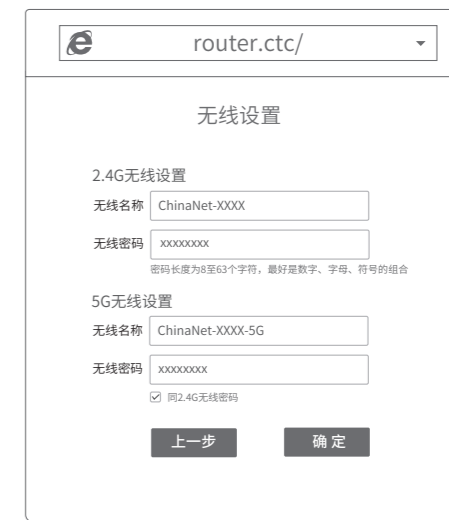 router.ctc/
无线设置
2.4G无线设置
无线名称 ChinaNet-XXXX
无线密码 xxxxxxxx
密码长度为8至63个字符，最好是数字、字母、符号的组合
5G无线设置
无线名称 ChinaNet-XXXX-5G
无线密码 xxxxxxxx
同2.4G无线密码
上一步 确 定